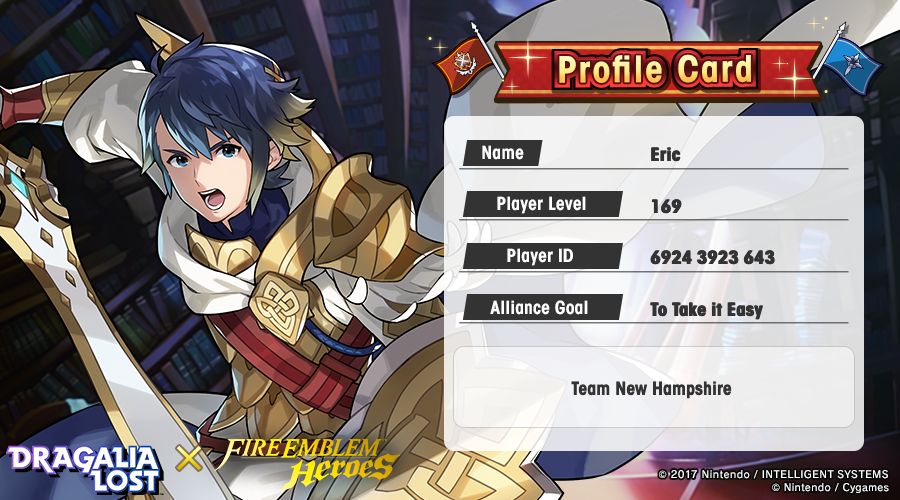 Profile Card
Name
Eric
Player Level
169
Player ID
6924 3923 643
Alliance Goal
To Take it Easy
Team New Hampshire
DRAGALIA LOST × FIRE EMBLEM Heroes
© 2017 Nintendo / INTELLIGENT SYSTEMS
© Nintendo / Cygames